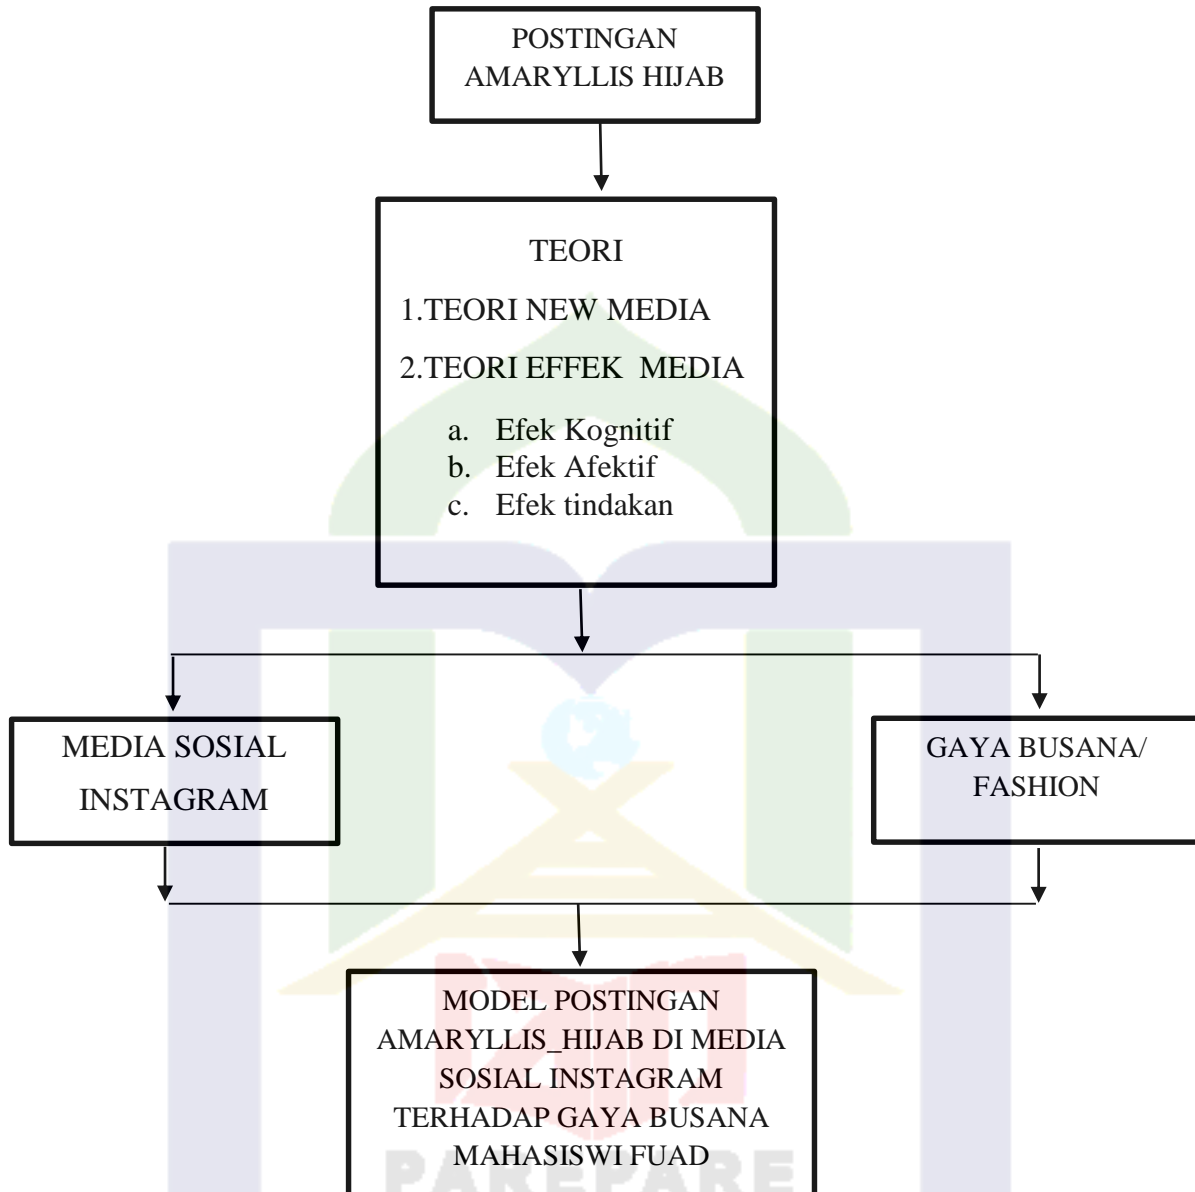 POSTINGAN
AMARYLLIS HIJAB
TEORI
1.TEORI NEW MEDIA
2.TEORI EFFEK MEDIA
a. Efek Kognitif
b. Efek Afektif
c. Efek tindakan
MEDIA SOSIAL
INSTAGRAM
GAYA BUSANA/
FASHION
MODEL POSTINGAN
AMARYLLIS_HIJAB DI MEDIA
SOSIAL INSTAGRAM
TERHADAP GAYA BUSANA
MAHASISWI FUAD
PAREPARE